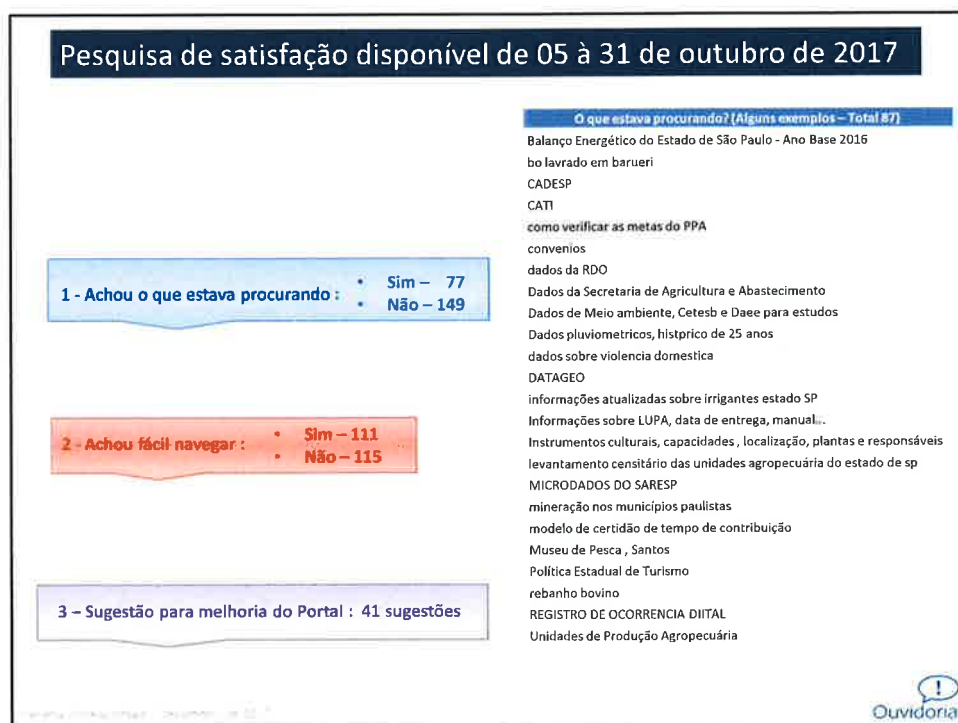 Pesquisa de satisfação disponível de 05 à 31 de outubro de 2017
1 - Achou o que estava procurando :
• Sim – 77
• Não – 149
2 - Achou fácil navegar :
• Sim – 111
• Não – 115
3 – Sugestão para melhoria do Portal : 41 sugestões
O que estava procurando? (Alguns exemplos – Total 87)
Balanço Energético do Estado de São Paulo - Ano Base 2016
bo lavrado em barueri
CADESP
CATI
como verificar as metas do PPA
convenios
dados da RDO
Dados da Secretaria de Agricultura e Abastecimento
Dados de Meio ambiente, Cetesb e Daee para estudos
Dados pluviometricos, histprico de 25 anos
dados sobre violencia domestica
DATAGEO
informações atualizadas sobre irrigantes estado SP
Informações sobre LUPA, data de entrega, manual...
Instrumentos culturais, capacidades , localização, plantas e responsáveis
levantamento censitário das unidades agropecuária do estado de sp
MICRODADOS DO SARESP
mineração nos municípios paulistas
modelo de certidão de tempo de contribuição
Museu de Pesca , Santos
Política Estadual de Turismo
rebanho bovino
REGISTRO DE OCORRENCIA DIITAL
Unidades de Produção Agropecuária
Ouvidoria